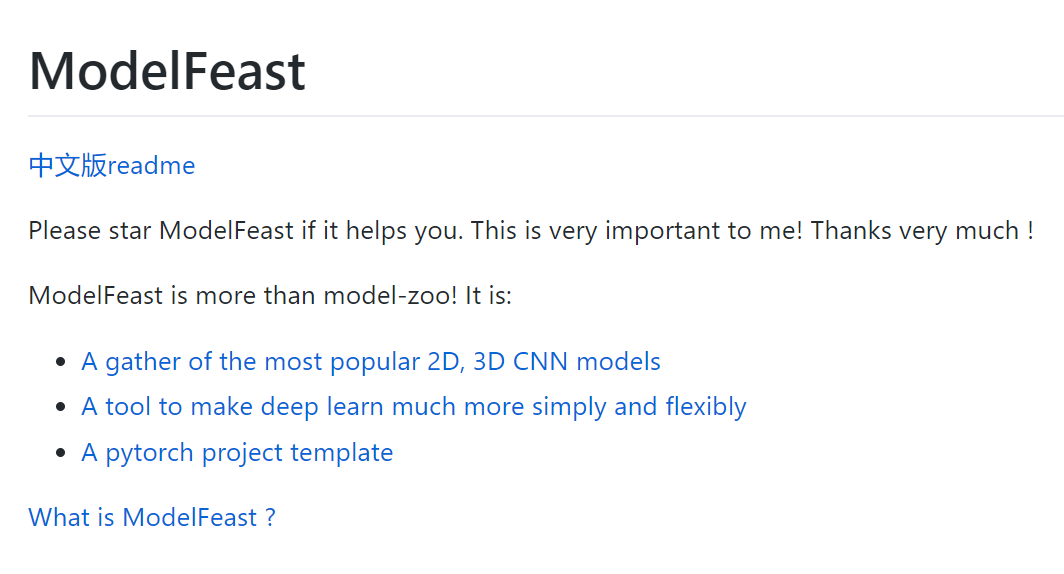 ModelFeast
中文版readme
Please star ModelFeast if it helps you. This is very important to me! Thanks very much !
ModelFeast is more than model-zoo! It is:
A gather of the most popular 2D, 3D CNN models
A tool to make deep learn much more simply and flexibly
A pytorch project template
What is ModelFeast ?